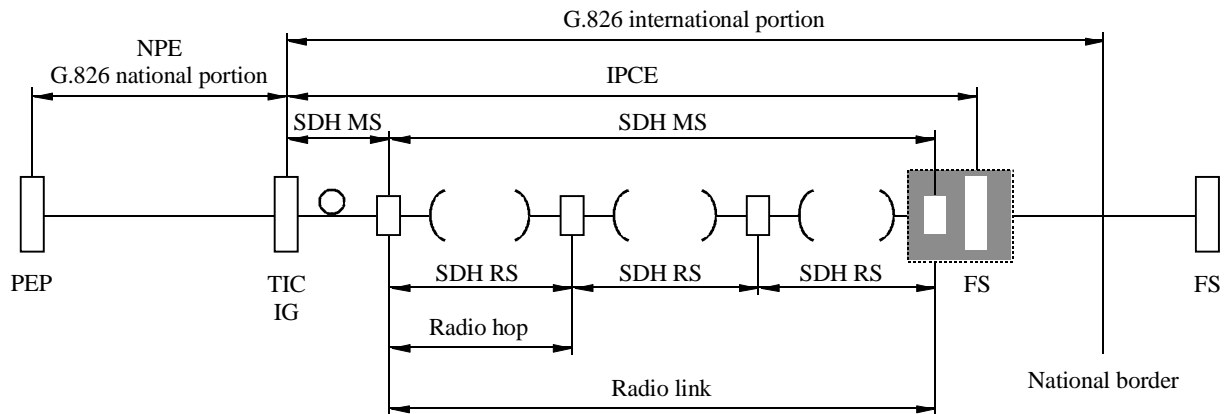 G.826 international portion
NPE
G.826 national portion
IPCE
SDH MS
SDH MS
PEP
TIC
IG
SDH RS
SDH RS
SDH RS
FS
FS
Radio hop
Radio link
National border